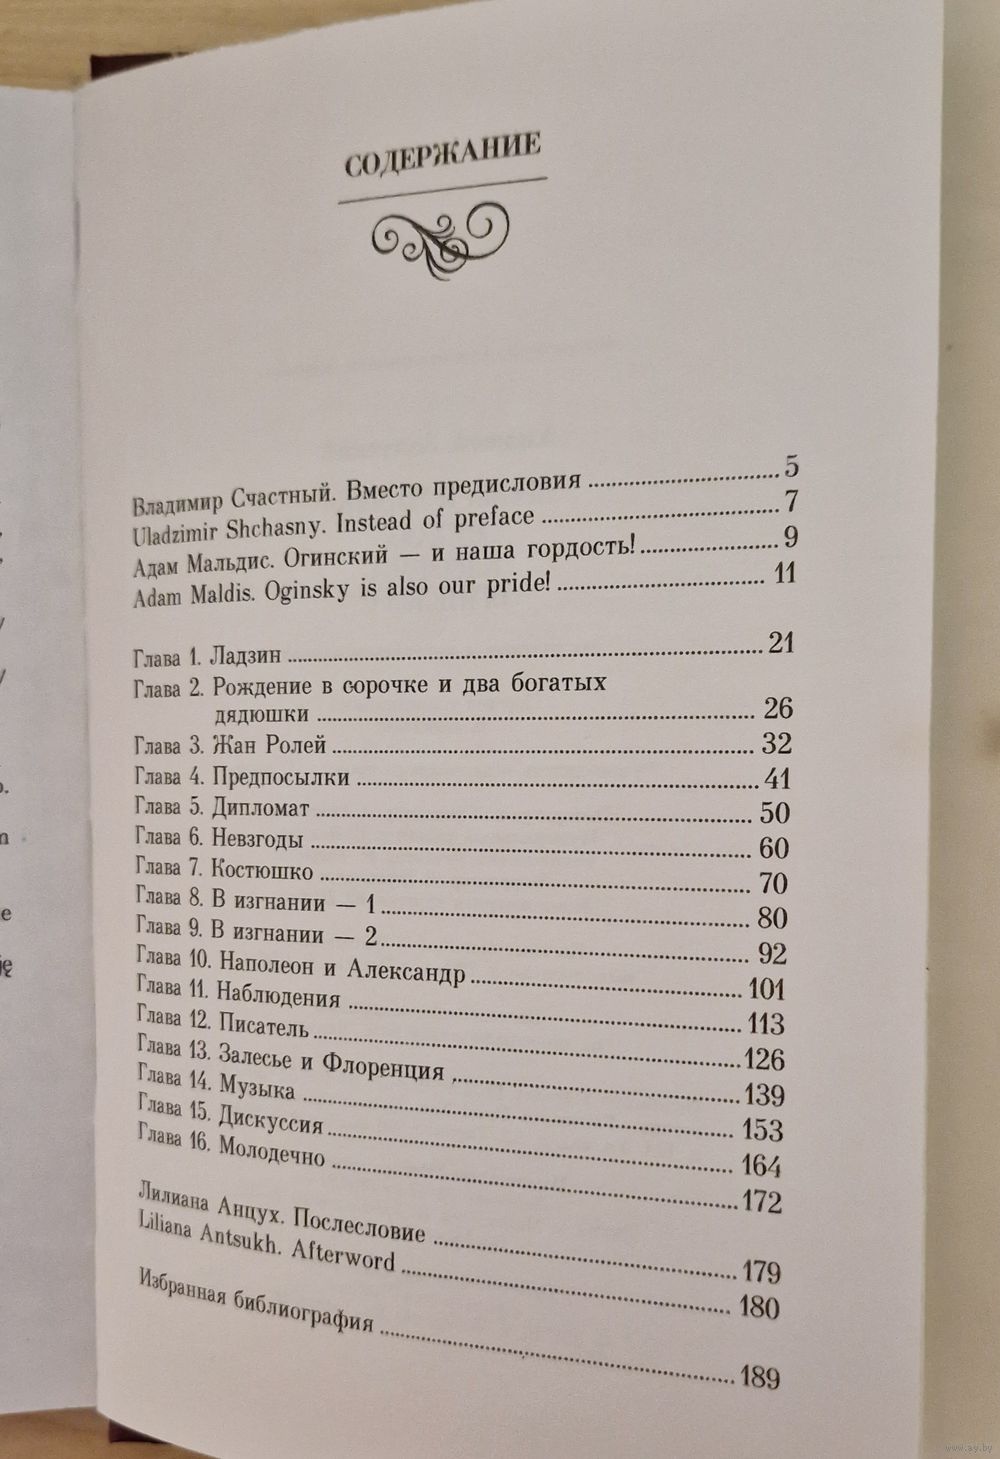 СОДЕРЖАНИЕ
Владимир Счастный. Вместо предисловия ..... 5
Uladzimir Shchasny. Instead of preface ..... 7
Адам Мальдис. Огинский — и наша гордость! ..... 9
Adam Maldis. Oginsky is also our pride! ..... 11
Глава 1. Ладзин ..... 21
Глава 2. Рождение в сорочке и два богатых
дядюшки ..... 26
Глава 3. Жан Ролей ..... 32
Глава 4. Предпосылки ..... 41
Глава 5. Дипломат ..... 50
Глава 6. Невзгоды ..... 60
Глава 7. Костюшко ..... 70
Глава 8. В изгнании — 1 ..... 80
Глава 9. В изгнании — 2 ..... 92
Глава 10. Наполеон и Александр ..... 101
Глава 11. Наблюдения ..... 113
Глава 12. Писатель ..... 126
Глава 13. Залесье и Флоренция ..... 139
Глава 14. Музыка ..... 153
Глава 15. Дискуссия ..... 164
Глава 16. Молодечно ..... 172
Лилиана Анцух. Послесловие ..... 179
Liliana Antsukh. Afterword ..... 180
Избранная библиография ..... 189
www.ay.by